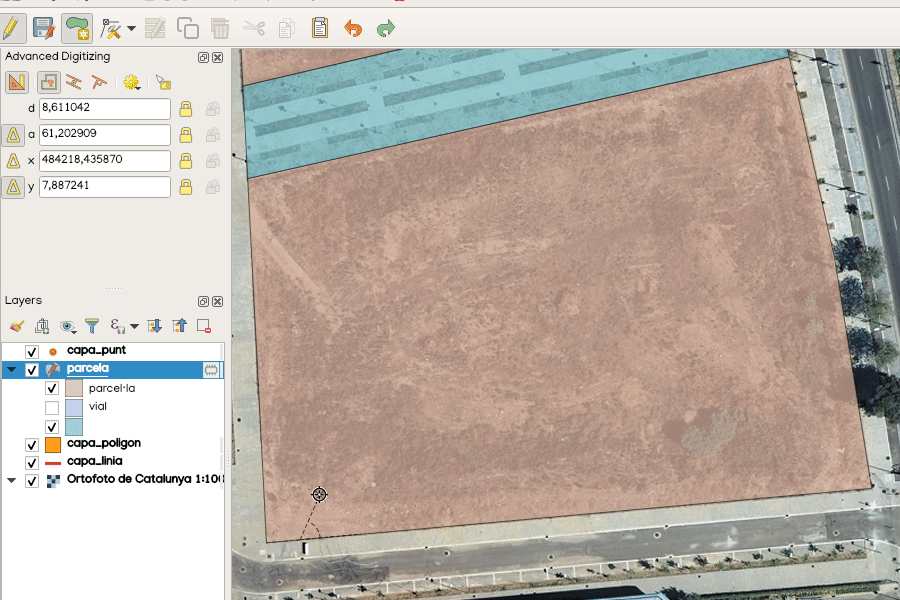 Advanced Digitizing
d 8,611042
a 61,202909
x 484218,435870
y 7,887241
Layers
capa_punt
parcela
parcel·la
vial
capa_poligon
capa_linia
Ortofoto de Catalunya 1:100